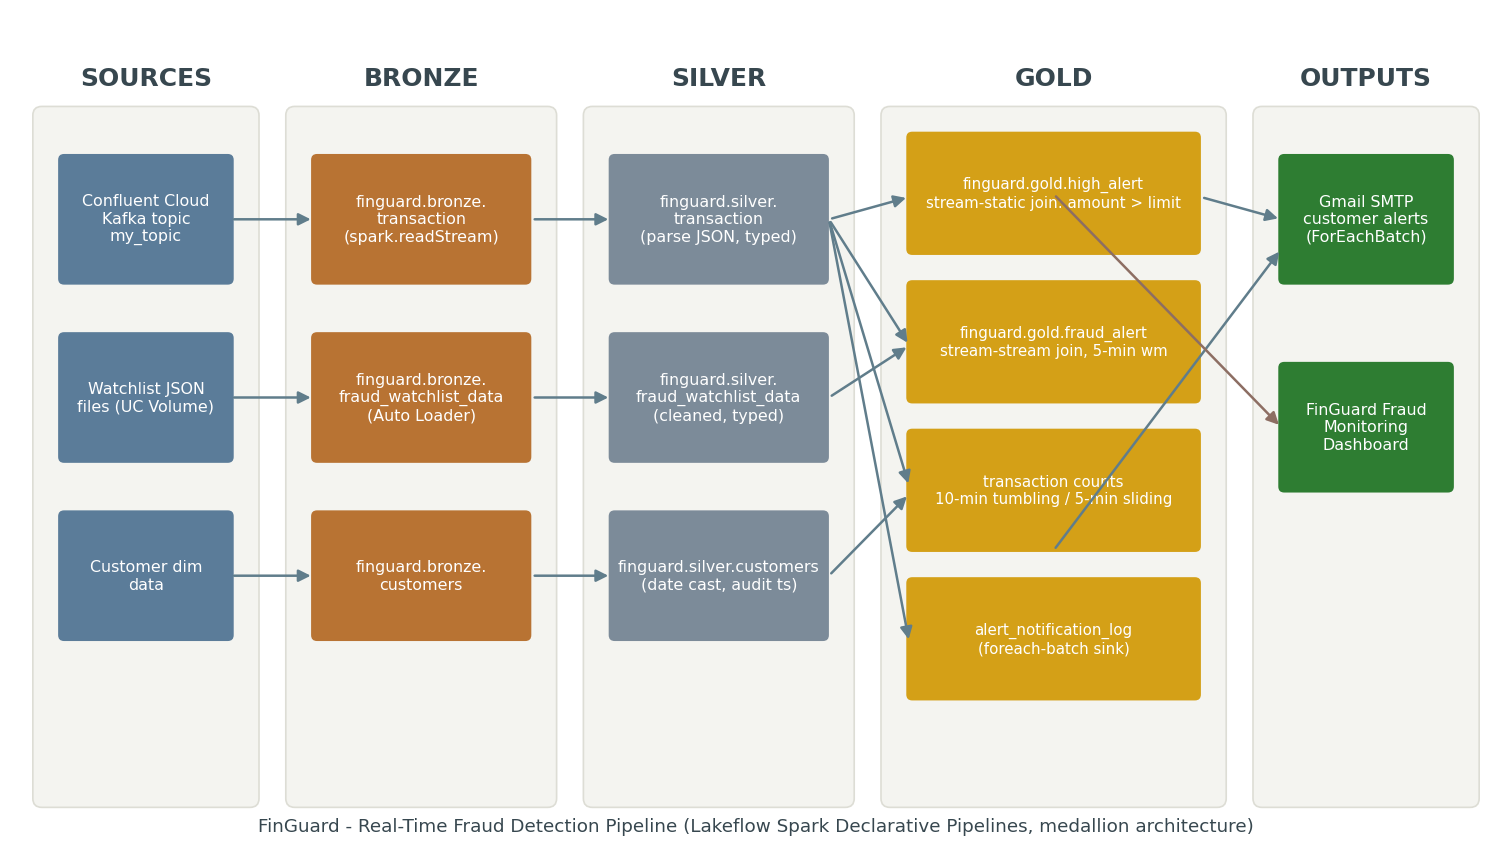 SOURCES
BRONZE
SILVER
GOLD
OUTPUTS
Confluent Cloud
Kafka topic
my_topic
Watchlist JSON
files (UC Volume)
Customer dim
data
finguard.bronze.
transaction
(spark.readStream)
finguard.bronze.
fraud_watchlist_data
(Auto Loader)
finguard.bronze.
customers
finguard.silver.
transaction
(parse JSON, typed)
finguard.silver.
fraud_watchlist_data
(cleaned, typed)
finguard.silver.customers
(date cast, audit ts)
finguard.gold.high_alert
stream-static join: amount > limit
finguard.gold.fraud_alert
stream-stream join, 5-min wm
transaction counts
10-min tumbling / 5-min sliding
alert_notification_log
(foreach-batch sink)
Gmail SMTP
customer alerts
(ForEachBatch)
FinGuard Fraud
Monitoring
Dashboard
FinGuard - Real-Time Fraud Detection Pipeline (Lakeflow Spark Declarative Pipelines, medallion architecture)